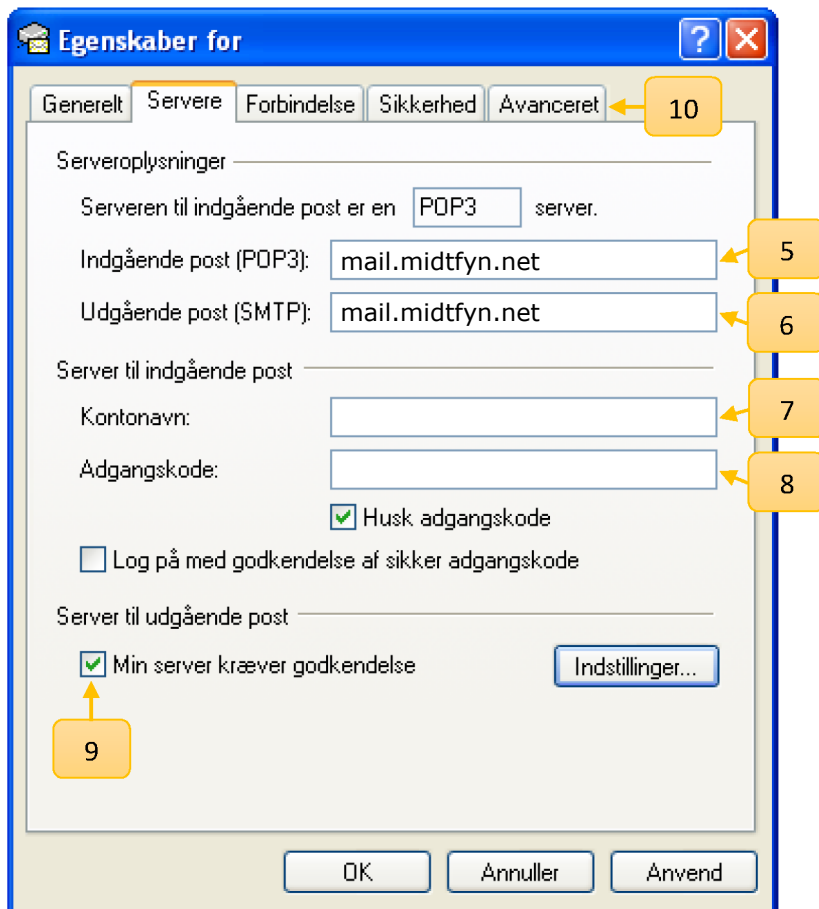 Egenskaber for
Generelt Servere Forbindelse Sikkerhed Avanceret 10
Serveroplysninger
Serveren til indgående post er en POP3 server.
Indgående post (POP3): mail.midtfyn.net 5
Udgående post (SMTP): mail.midtfyn.net 6
Server til indgående post
Kontonavn: 7
Adgangskode: 8
Husk adgangskode
Log på med godkendelse af sikker adgangskode
Server til udgående post
Min server kræver godkendelse Indstillinger...
9
OK Annuller Anvend